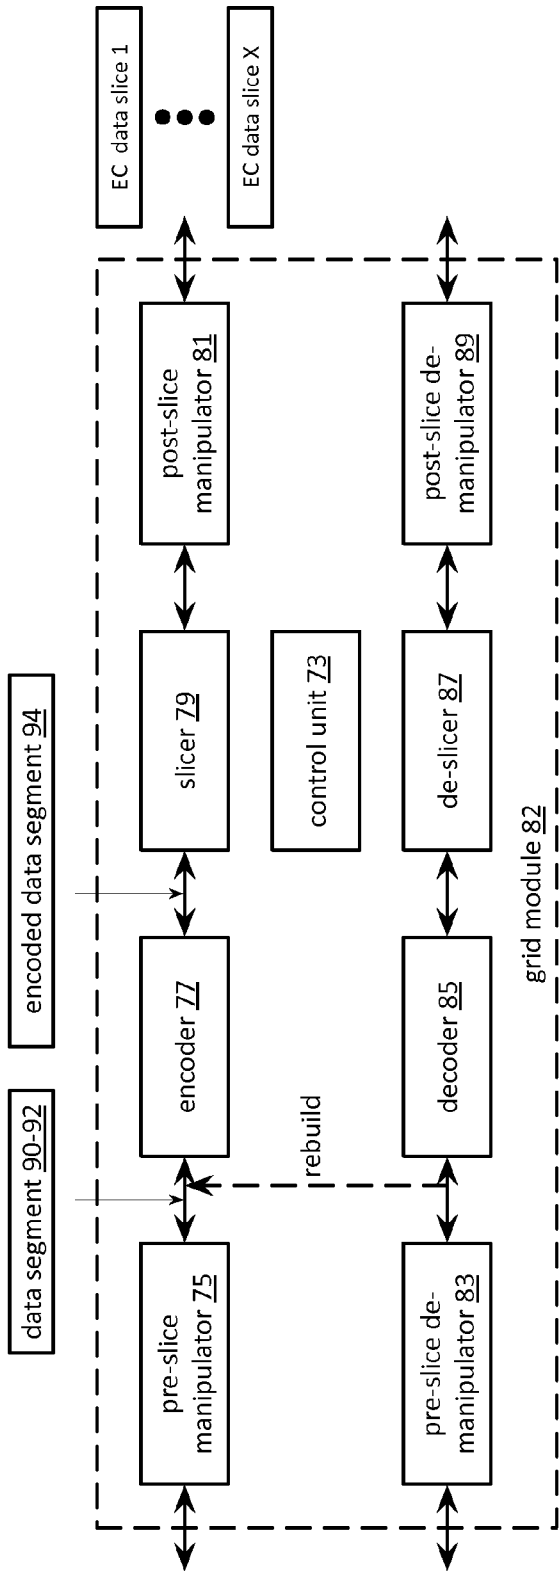 data segment 90-92
encoded data segment 94
EC data slice 1
EC data slice X
pre-slice
manipulator 75
encoder 77
slicer 79
post-slice
manipulator 81
rebuild
control unit 73
pre-slice de-
manipulator 83
decoder 85
de-slicer 87
post-slice de-
manipulator 89
grid module 82